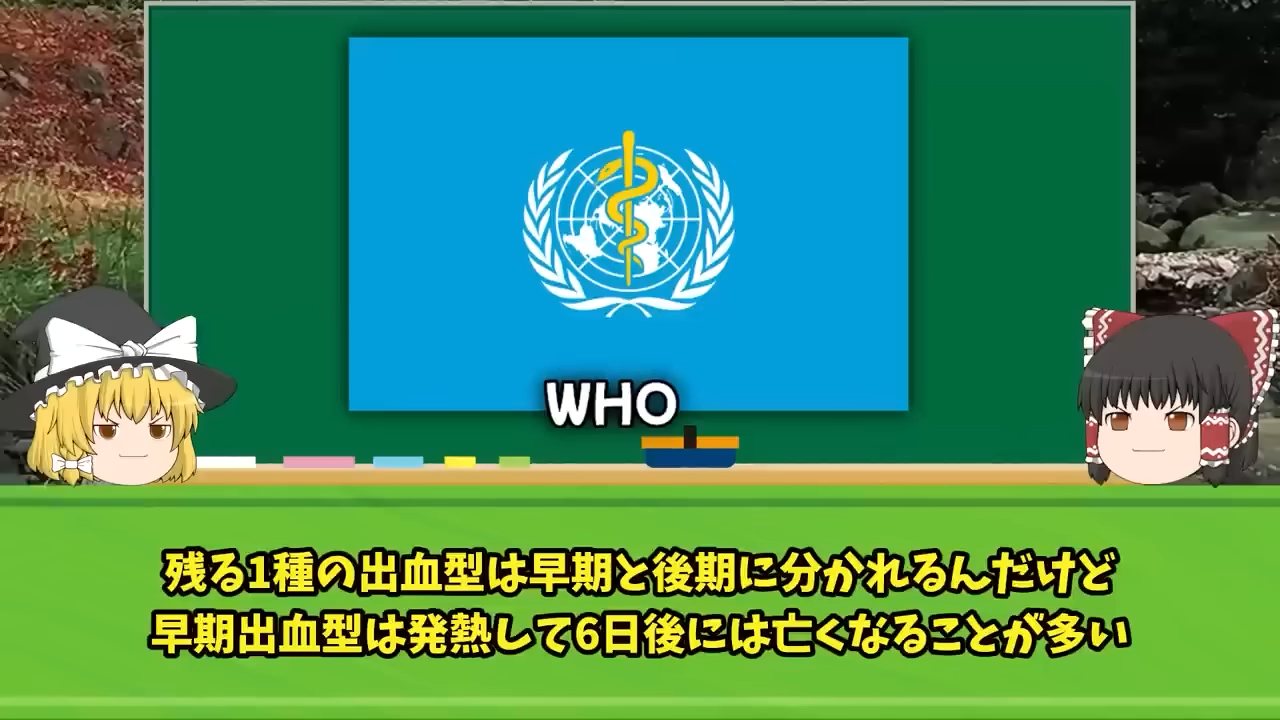 WHO
残る1種の出血型は早期と後期に分かれるんだけど
早期出血型は発熱して6日後には亡くなることが多い